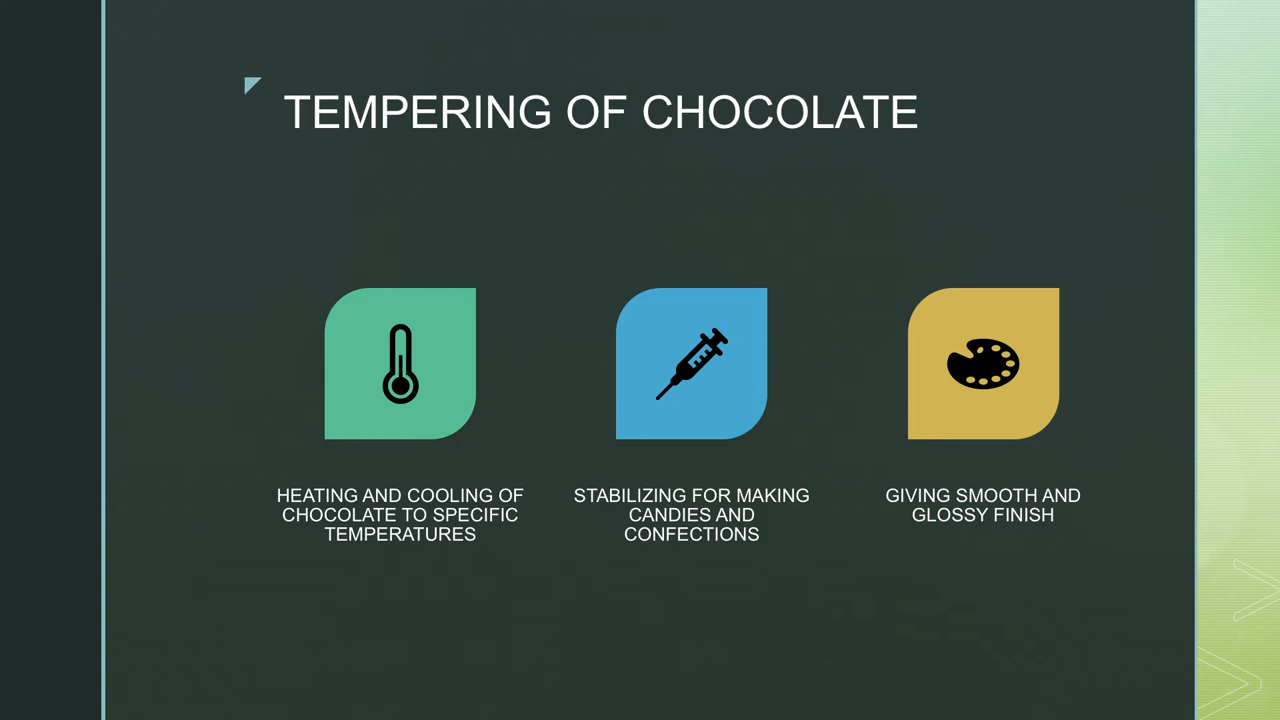 TEMPERING OF CHOCOLATE
HEATING AND COOLING OF
CHOCOLATE TO SPECIFIC
TEMPERATURES
STABILIZING FOR MAKING
CANDIES AND
CONFECTIONS
GIVING SMOOTH AND
GLOSSY FINISH